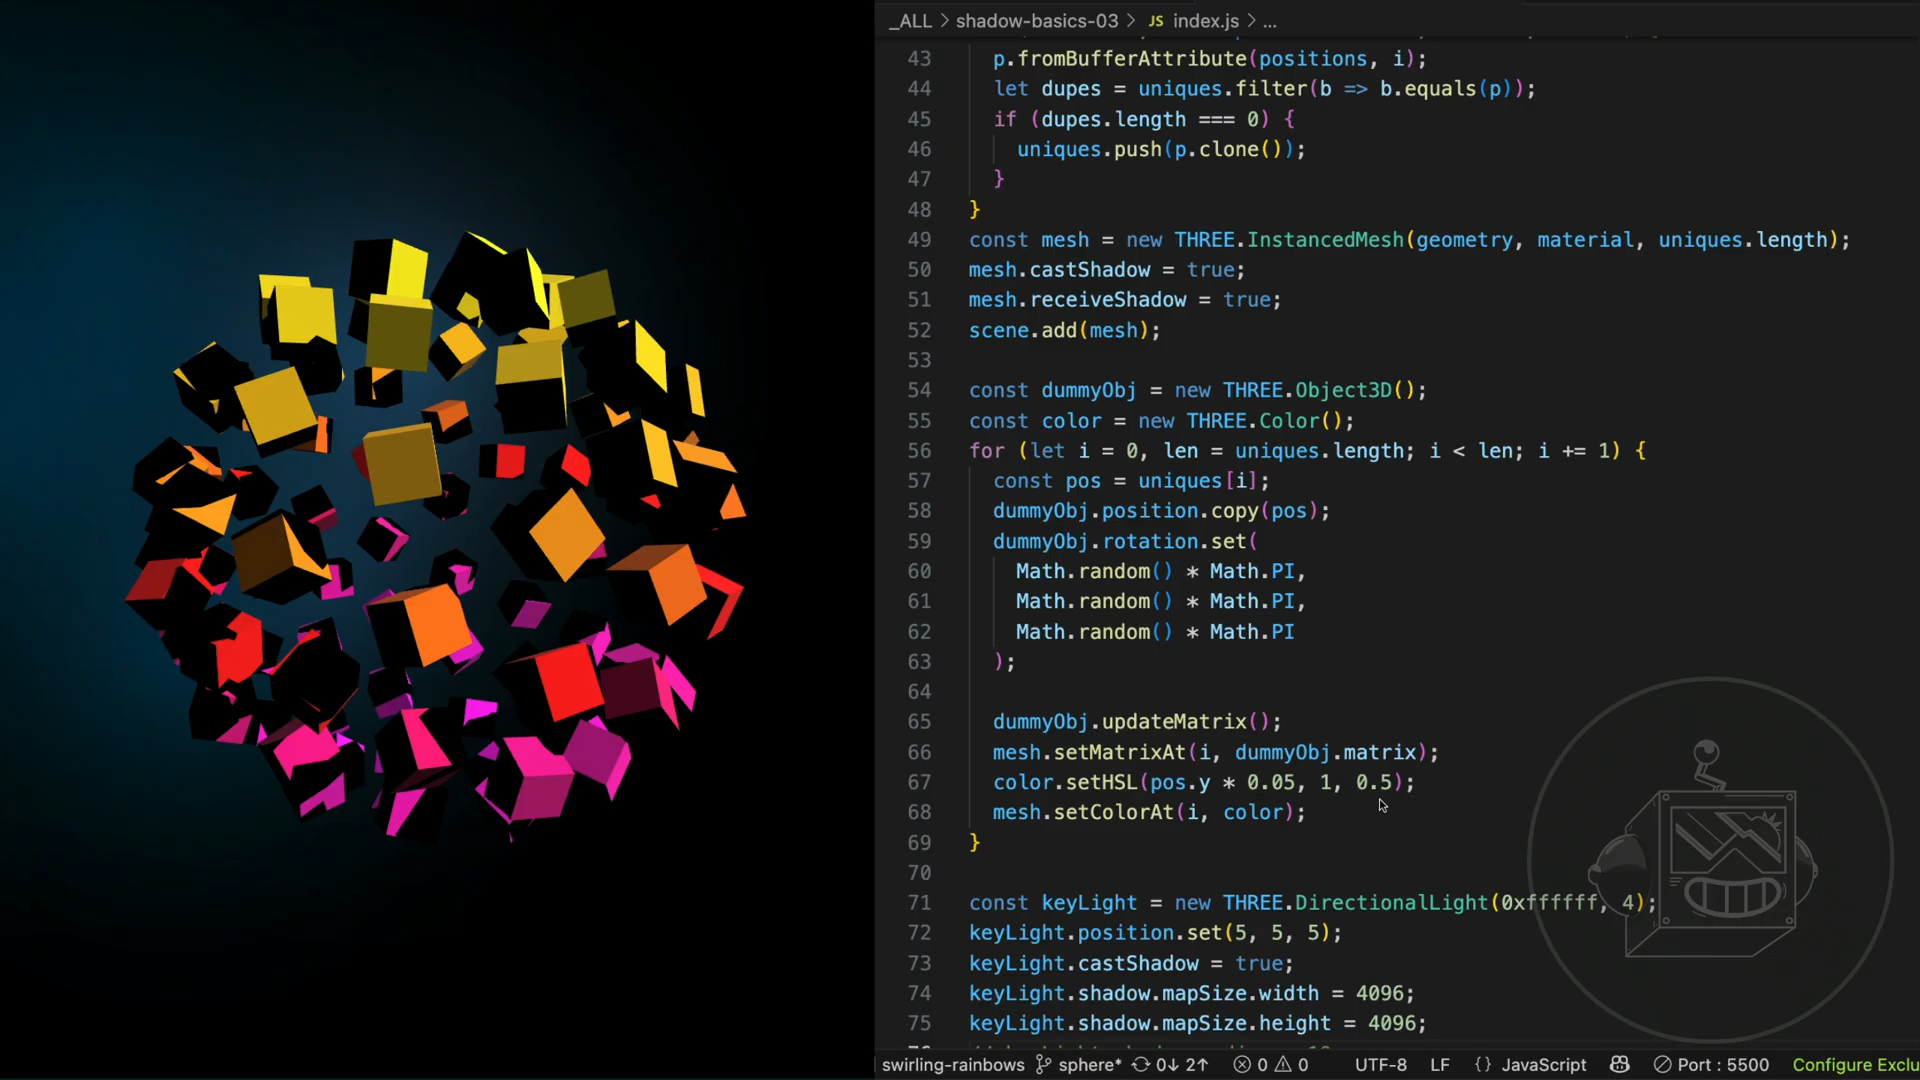 _ALL > shadow-basics-03 > JS index.js > ...
43 p.fromBufferAttribute(positions, i);
44 let dupes = uniques.filter(b => b.equals(p));
45 if (dupes.length === 0) {
46 uniques.push(p.clone());
47 }
48 }
49 const mesh = new THREE.InstancedMesh(geometry, material, uniques.length);
50 mesh.castShadow = true;
51 mesh.receiveShadow = true;
52 scene.add(mesh);
53
54 const dummyObj = new THREE.Object3D();
55 const color = new THREE.Color();
56 for (let i = 0, len = uniques.length; i < len; i += 1) {
57 const pos = uniques[i];
58 dummyObj.position.copy(pos);
59 dummyObj.rotation.set(
60 Math.random() * Math.PI,
61 Math.random() * Math.PI,
62 Math.random() * Math.PI
63 );
64
65 dummyObj.updateMatrix();
66 mesh.setMatrixAt(i, dummyObj.matrix);
67 color.setHSL(pos.y * 0.05, 1, 0.5);
68 mesh.setColorAt(i, color);
69 }
70
71 const keyLight = new THREE.DirectionalLight(0xffffff, 4);
72 keyLight.position.set(5, 5, 5);
73 keyLight.castShadow = true;
74 keyLight.shadow.mapSize.width = 4096;
75 keyLight.shadow.mapSize.height = 4096;
swirling-rainbows sphere* 0↓ 2↑ 0 0 UTF-8 LF {} JavaScript Port : 5500 Configure Exclu